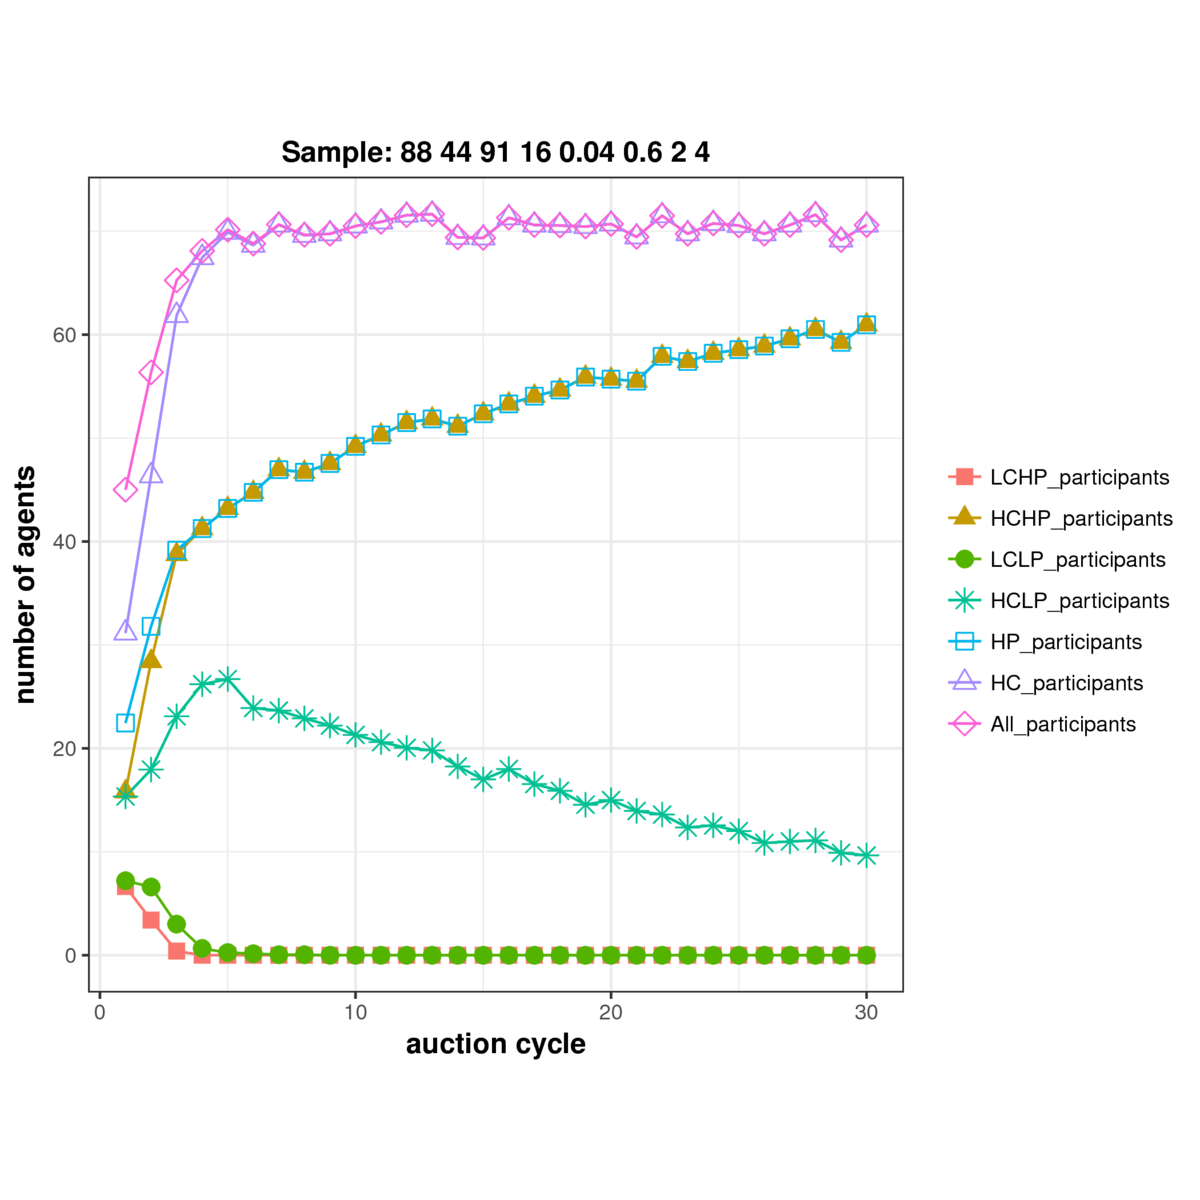 Sample: 88 44 91 16 0.04 0.6 2 4
number of agents
60
40
20
0
0 10 20 30
auction cycle
LCHP_participants
HCHP_participants
LCLP_participants
HCLP_participants
HP_participants
HC_participants
All_participants